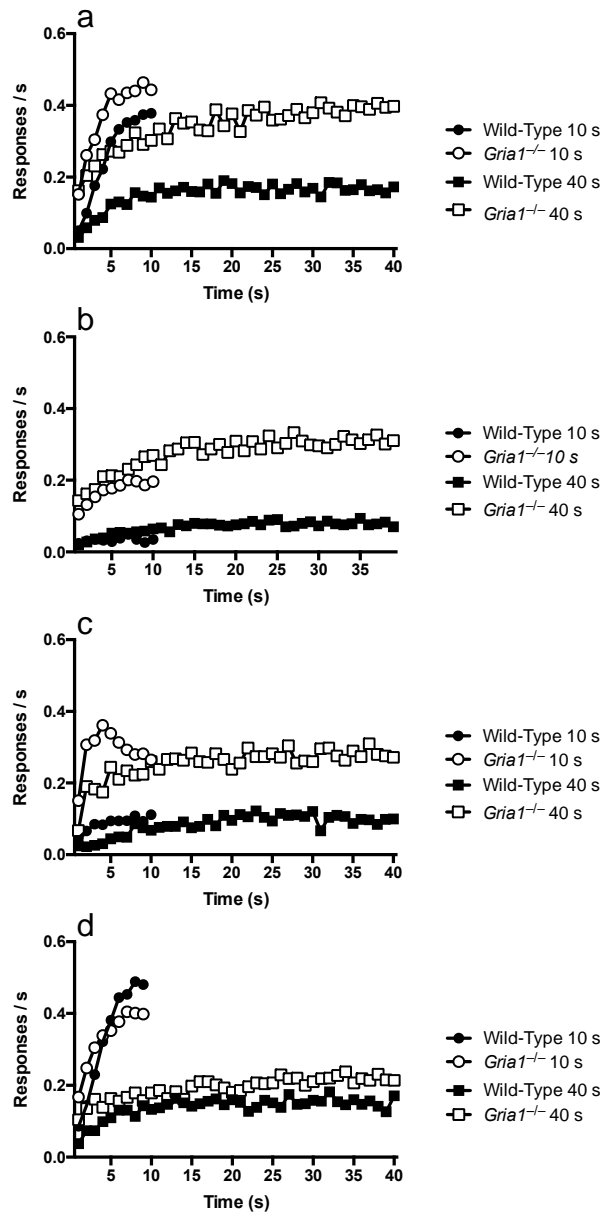 a
Responses / s
0.6
0.4
0.2
0.0
5 10 15 20 25 30 35 40
Time (s)
Wild-Type 10 s
Gria1⁻/⁻ 10 s
Wild-Type 40 s
Gria1⁻/⁻ 40 s
b
Responses / s
0.6
0.4
0.2
0.0
5 10 15 20 25 30 35
Time (s)
Wild-Type 10 s
Gria1⁻/⁻10 s
Wild-Type 40 s
Gria1⁻/⁻ 40 s
c
Responses / s
0.6
0.4
0.2
0.0
5 10 15 20 25 30 35 40
Time (s)
Wild-Type 10 s
Gria1⁻/⁻ 10 s
Wild-Type 40 s
Gria1⁻/⁻ 40 s
d
Responses / s
0.6
0.4
0.2
0.0
5 10 15 20 25 30 35 40
Time (s)
Wild-Type 10 s
Gria1⁻/⁻ 10 s
Wild-Type 40 s
Gria1⁻/⁻ 40 s